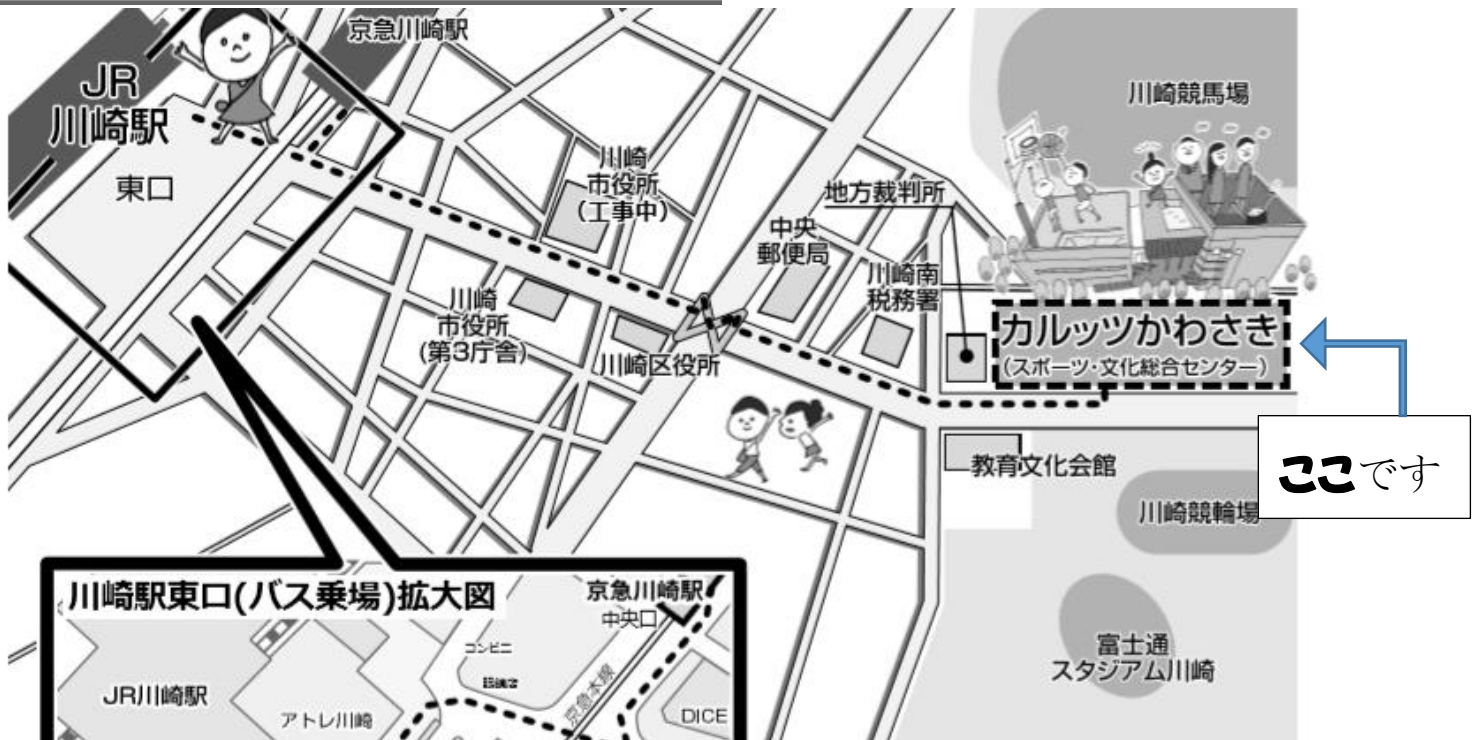 京急川崎駅
JR
川崎駅
東口
川崎競馬場
川崎
市役所
(工事中)
地方裁判所
中央
郵便局
川崎南
税務署
川崎
市役所
(第3庁舎)
川崎区役所
カルッツかわさき
(スポーツ・文化総合センター)
教育文化会館
ここです
川崎競輪場
富士通
スタジアム川崎
川崎駅東口(バス乗場)拡大図
京急川崎駅
中央口
コンビニ
京急本線
JR川崎駅
アトレ川崎
DICE